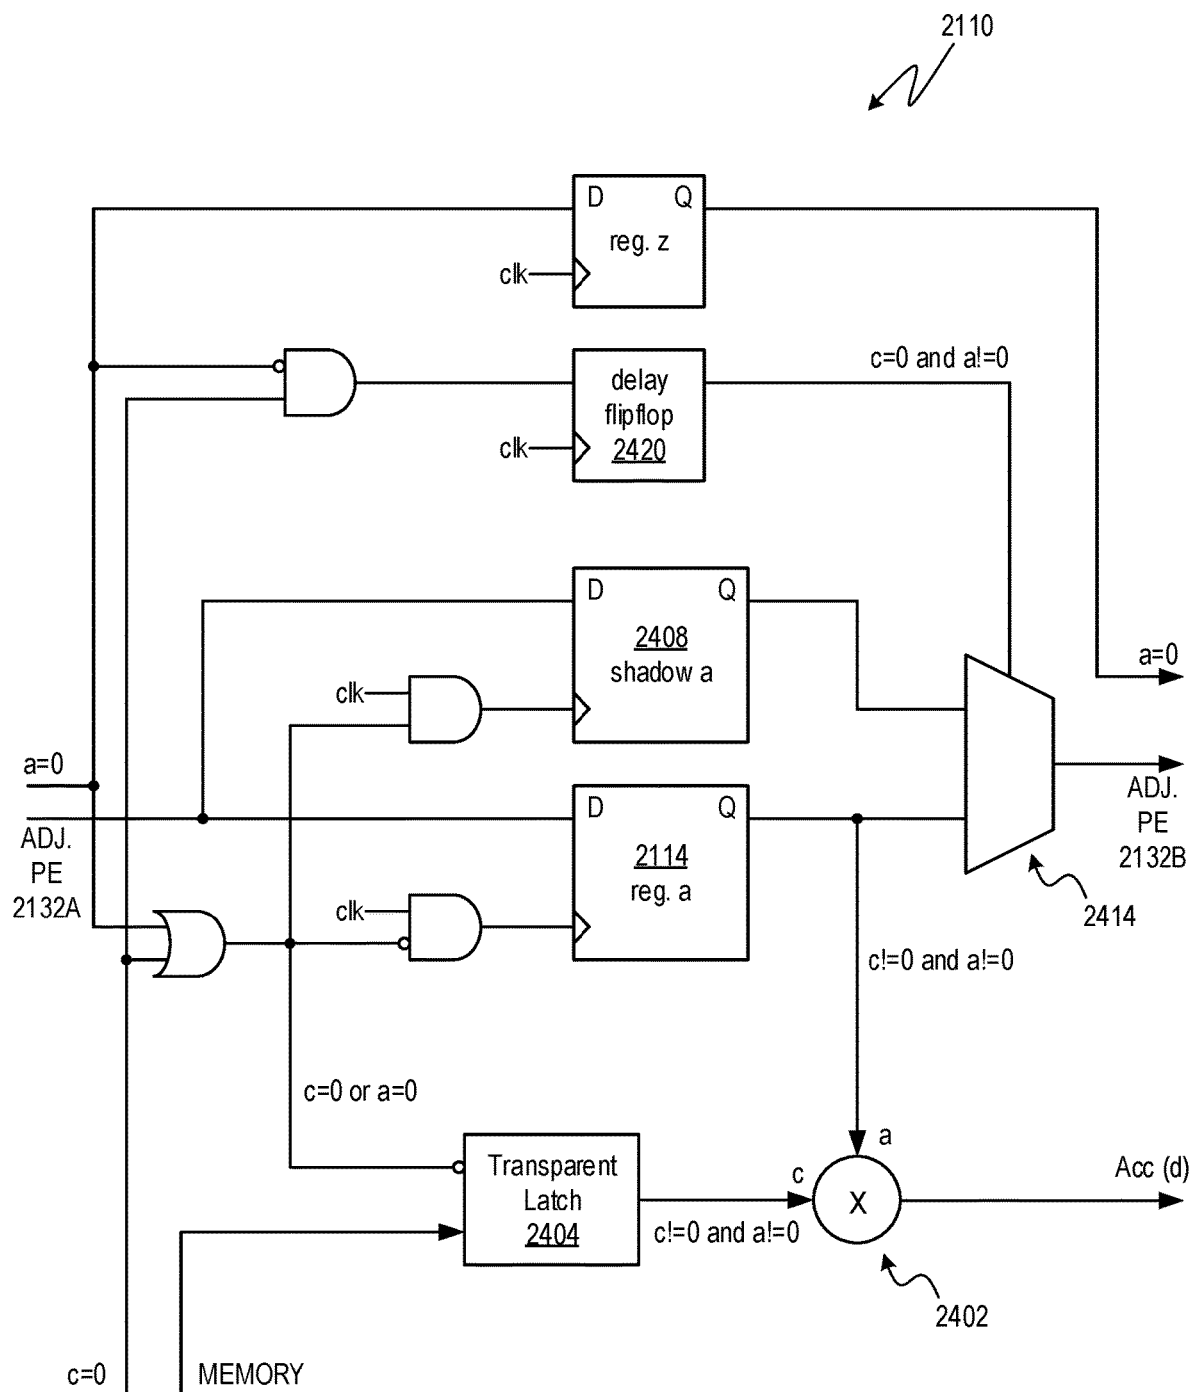 2110
D Q
reg. z
clk
c=0 and a!=0
delay
flipflop
2420
clk
D Q
2408
shadow a
clk
a=0
a=0
ADJ.
PE
2132A
D Q
2114
reg. a
clk
ADJ.
PE
2132B
2414
c!=0 and a!=0
c=0 or a=0
a
Transparent
Latch
2404
c
X
Acc (d)
c!=0 and a!=0
2402
c=0
MEMORY